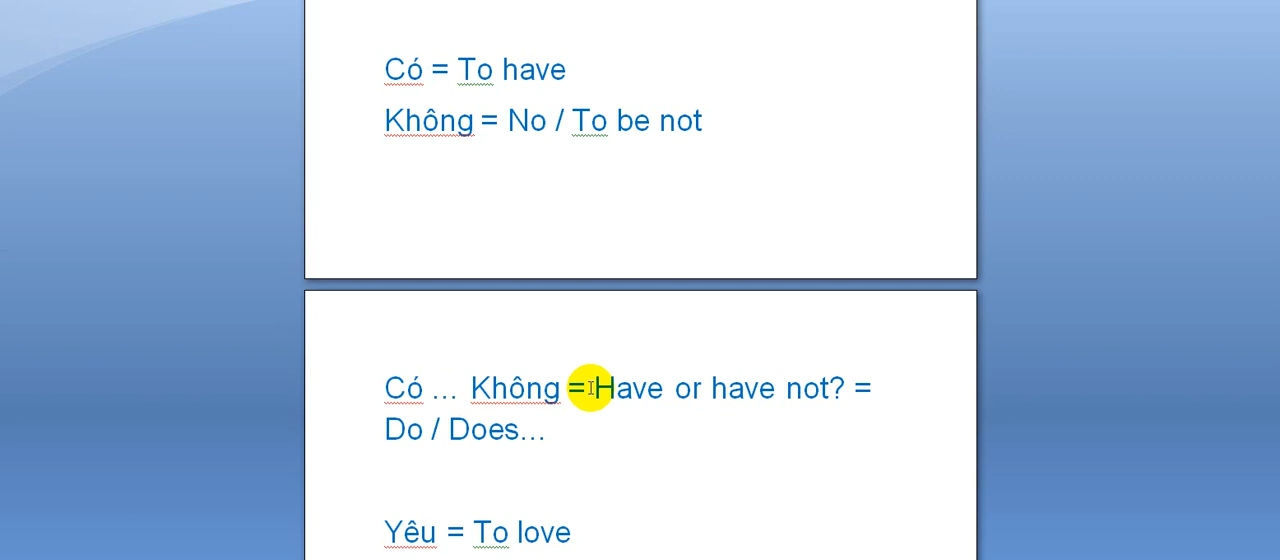 Có = To have
Không = No / To be not
Có ... Không = Have or have not? =
Do / Does...
Yêu = To love